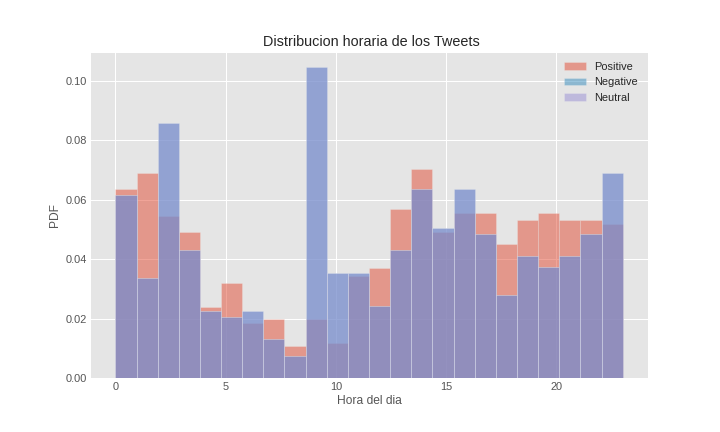 Distribucion horaria de los Tweets
Positive
Negative
Neutral
PDF
0.10
0.08
0.06
0.04
0.02
0.00
0 5 10 15 20
Hora del dia